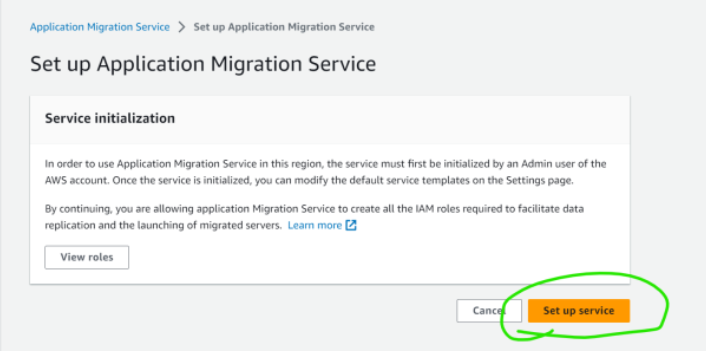 Application Migration Service > Set up Application Migration Service
Set up Application Migration Service
Service initialization
In order to use Application Migration Service in this region, the service must first be initialized by an Admin user of the
AWS account. Once the service is initialized, you can modify the default service templates on the Settings page.
By continuing, you are allowing application Migration Service to create all the IAM roles required to facilitate data
replication and the launching of migrated servers. Learn more
View roles
Cancel Set up service